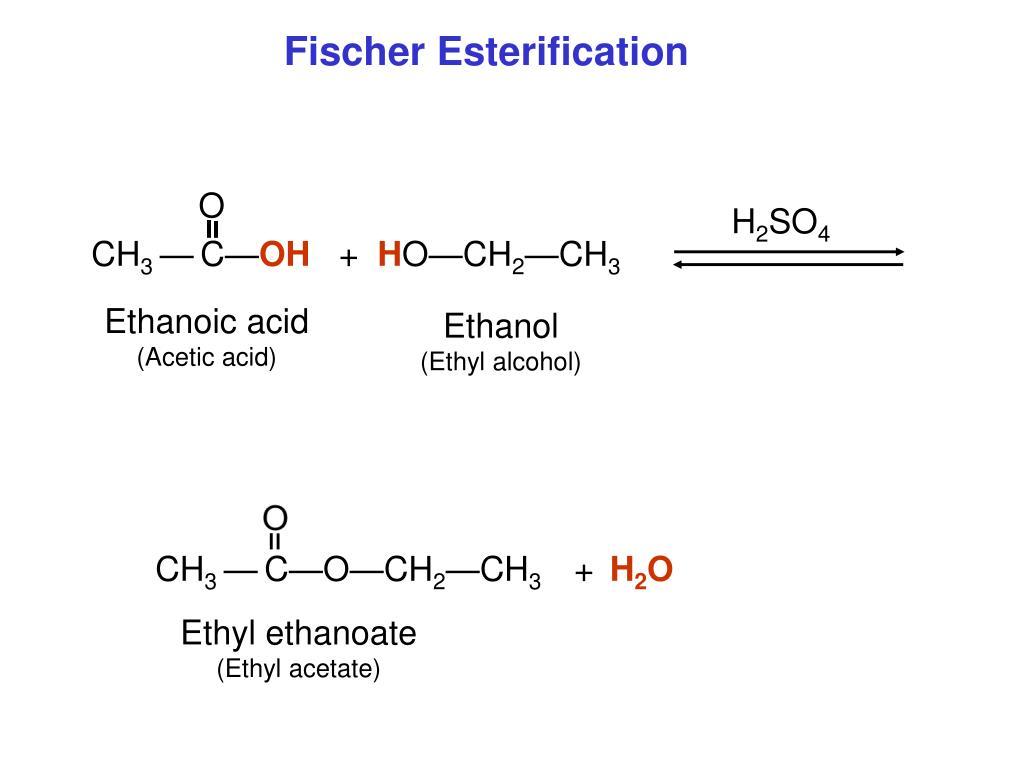 Fischer Esterification
O
H₂SO₄
CH₃ — C—OH + HO—CH₂—CH₃
Ethanoic acid
Ethanol
(Acetic acid)
(Ethyl alcohol)
O
CH₃ — C—O—CH₂—CH₃ + H₂O
Ethyl ethanoate
(Ethyl acetate)